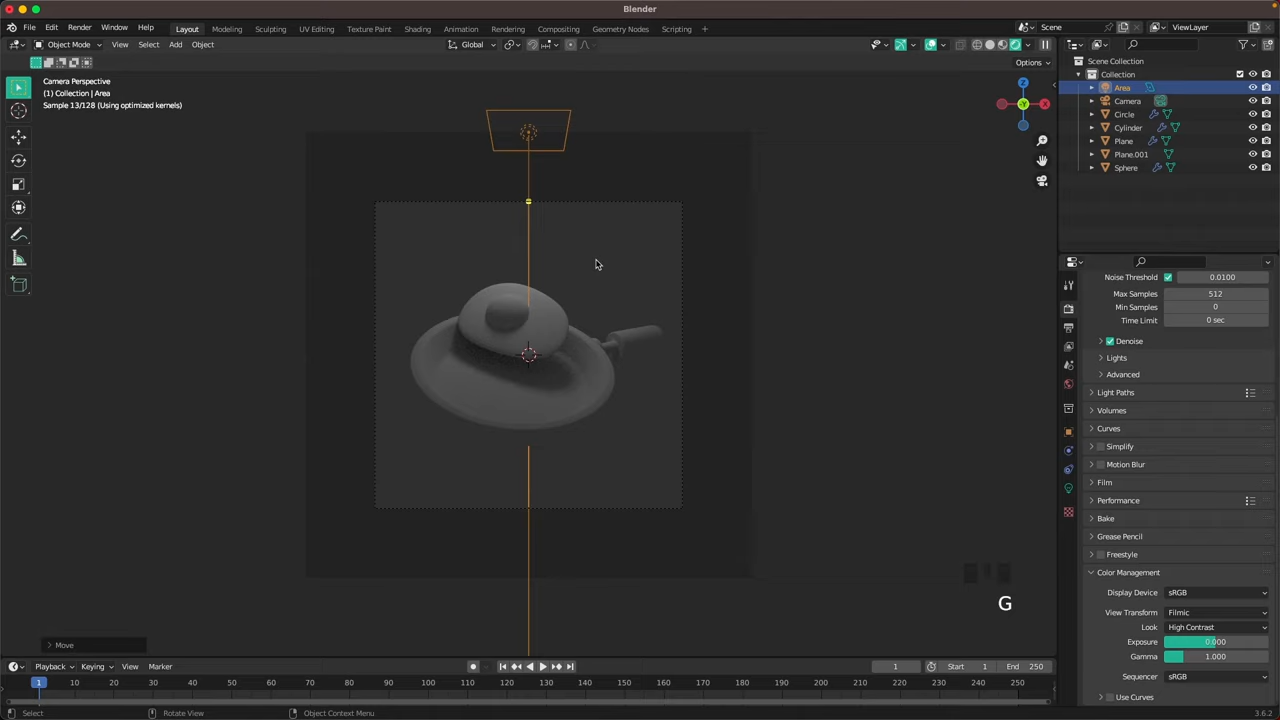 Blender
File Edit Render Window Help
Layout Modeling Sculpting UV Editing Texture Paint Shading Animation Rendering Compositing Geometry Nodes Scripting +
Scene
ViewLayer
Object Mode View Select Add Object
Global
Options
Camera Perspective
(1) Collection | Area
Sample 13/128 (Using optimized kernels)
Z
Y
X
Scene Collection
Collection
Area
Camera
Circle
Cylinder
Plane
Plane.001
Sphere
Noise Threshold 0.0100
Max Samples 512
Min Samples 0
Time Limit 0 sec
Denoise
Lights
Advanced
Light Paths
Volumes
Curves
Simplify
Motion Blur
Film
Performance
Bake
Grease Pencil
Freestyle
Color Management
Display Device sRGB
View Transform Filmic
Look High Contrast
Exposure 0.000
Gamma 1.000
Sequencer sRGB
Use Curves
G
Move
Playback Keying View Marker
1
Start 1
End 250
1 10 20 30 40 50 60 70 80 90 100 110 120 130 140 150 160 170 180 190 200 210 220 230 240 250
Select
Rotate View
Object Context Menu
3.6.2